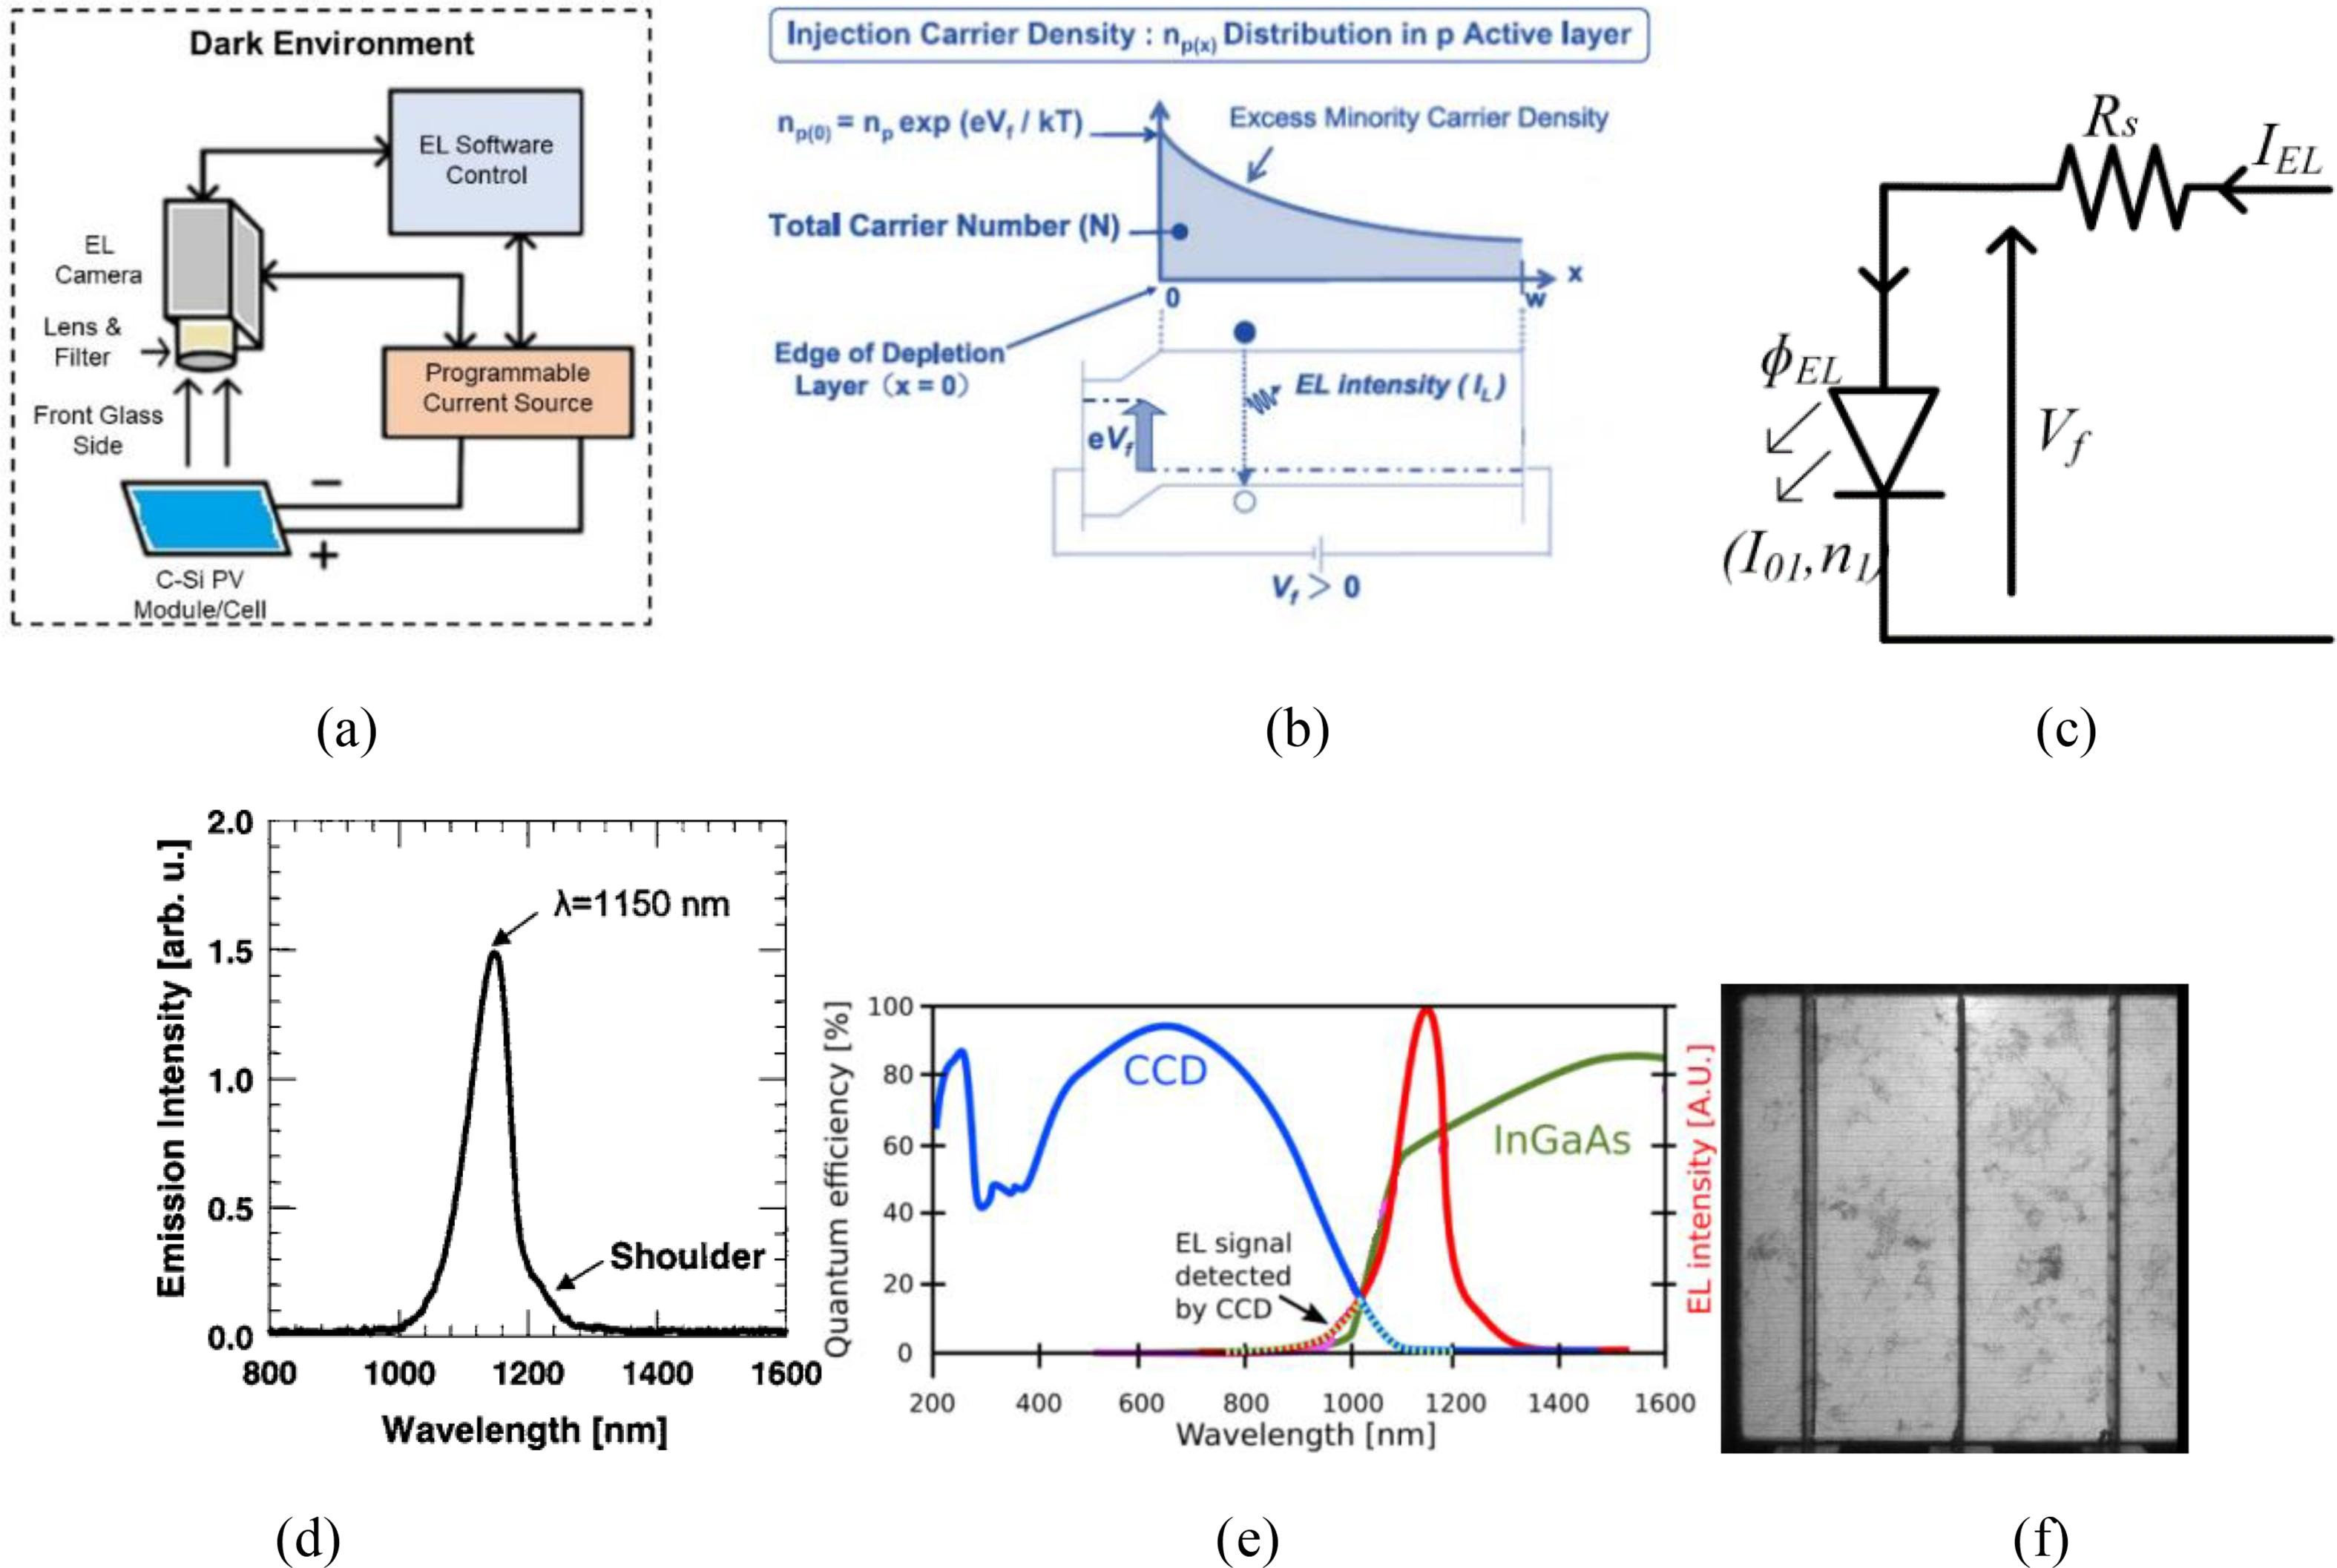 Dark Environment
EL Software
Control
EL
Camera
Lens &
Filter
Programmable
Current Source
Front Glass
Side
−
+
C-Si PV
Module/Cell
(a)
Injection Carrier Density : np(x) Distribution in p Active layer
np(0) = np exp (eVf / kT)
Excess Minority Carrier Density
Total Carrier Number (N)
x
0
w
Edge of Depletion
Layer (x = 0)
EL intensity ( IL)
eVf
Vf > 0
(b)
Rs
IEL
ϕEL
Vf
(I01, n1)
(c)
2.0
1.5
1.0
0.5
0.0
Emission Intensity [arb. u.]
λ=1150 nm
Shoulder
800 1000 1200 1400 1600
Wavelength [nm]
(d)
100
80
60
40
20
0
Quantum efficiency [%]
CCD
InGaAs
EL signal
detected
by CCD
EL intensity [A.U.]
200 400 600 800 1000 1200 1400 1600
Wavelength [nm]
(e)
(f)